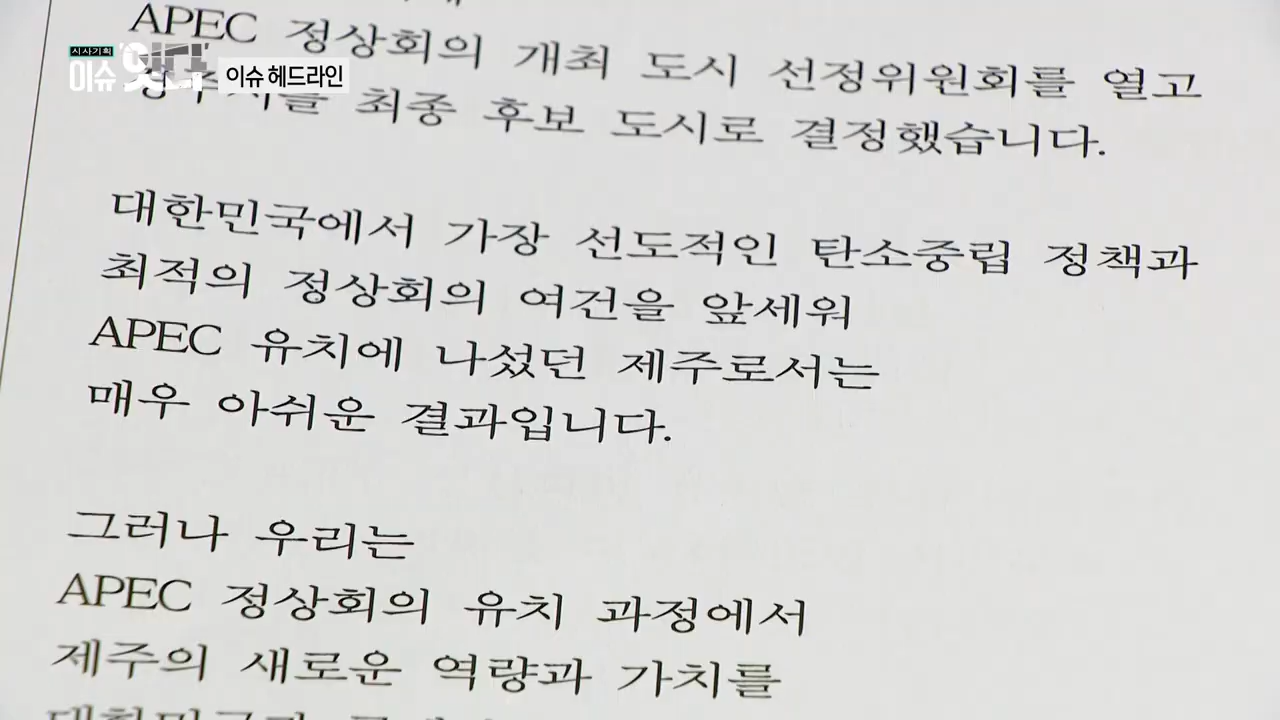 시사기획
이슈 '잇다'
이슈 헤드라인
APEC 정상회의 개최 도시 선정위원회를 열고
최종 후보 도시로 결정했습니다.
대한민국에서 가장 선도적인 탄소중립 정책과
최적의 정상회의 여건을 앞세워
APEC 유치에 나섰던 제주로서는
매우 아쉬운 결과입니다.
그러나 우리는
APEC 정상회의 유치 과정에서
제주의 새로운 역량과 가치를